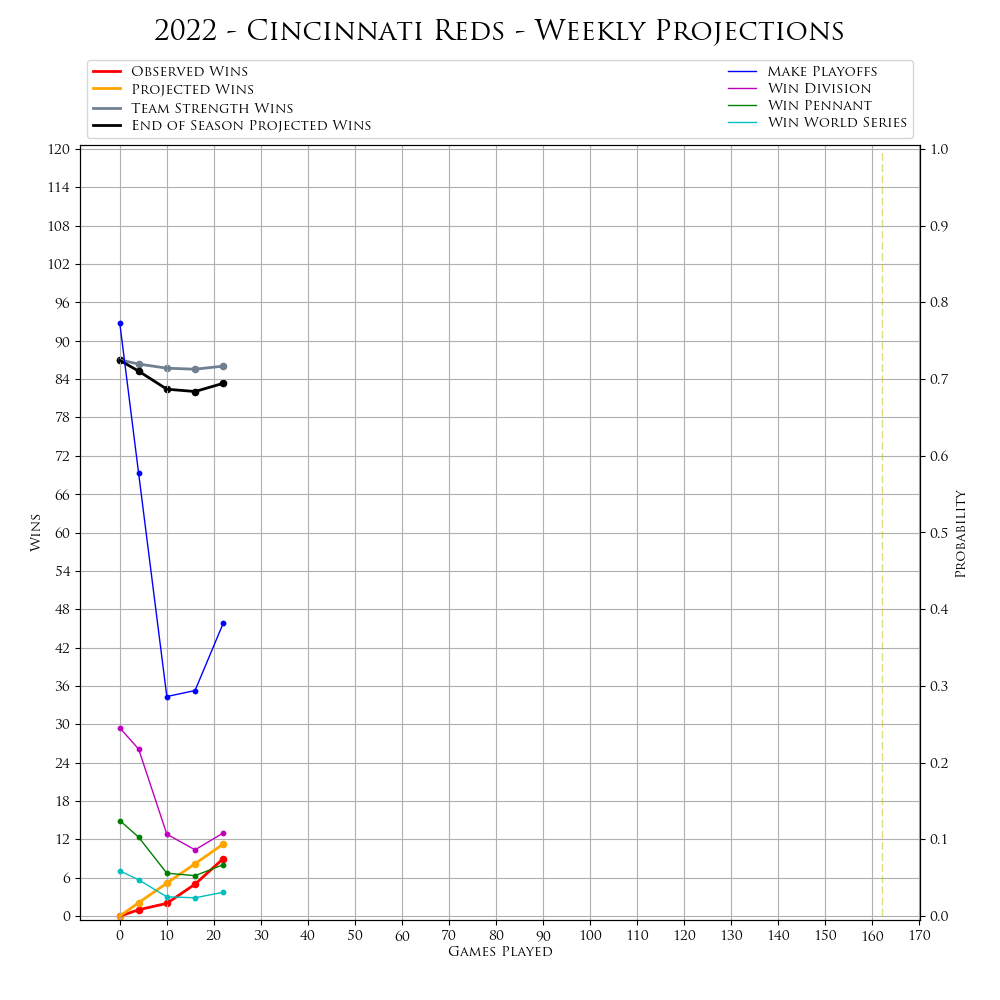 2022 - Cincinnati Reds - Weekly Projections
Observed Wins
Projected Wins
Team Strength Wins
End of Season Projected Wins
Make Playoffs
Win Division
Win Pennant
Win World Series
120
114
108
102
96
90
84
78
72
66
60
54
48
42
36
30
24
18
12
6
0
Wins
1.0
0.9
0.8
0.7
0.6
0.5
0.4
0.3
0.2
0.1
0.0
Probability
0 10 20 30 40 50 60 70 80 90 100 110 120 130 140 150 160 170
Games Played